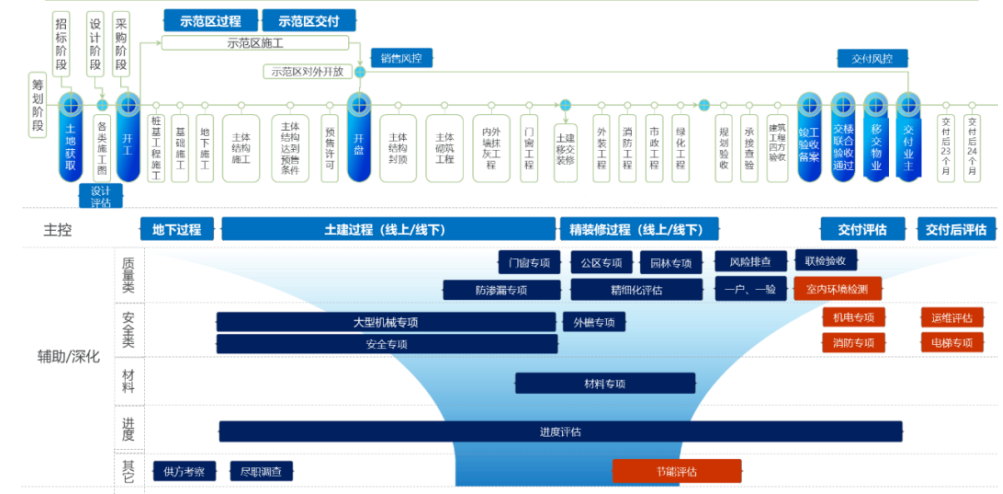 示范区过程
示范区交付
招标阶段
设计阶段
采购阶段
示范区施工
示范区对外开放
销售风控
交付风控
筹划阶段
土地获取
各类施工图
开工
桩基工程施工
基础施工
地下施工
主体结构施工
主体结构达到预售条件
预售许可
开盘
主体结构封顶
主体砌筑工程
内外墙抹灰工程
门窗工程
土建移交装修
外装工程
消防工程
市政工程
绿化工程
规划验收
承接查验
建筑工程四方验收
竣工验收备案
交楼联合验收通过
移交物业
交付业主
交付后23个月
交付后24个月
设计评估
主控
地下过程
土建过程（线上/线下）
精装修过程（线上/线下）
交付评估
交付后评估
辅助/深化
质量类
门窗专项
公区专项
园林专项
风险排查
联检验收
防渗漏专项
精细化评估
一户、一验
室内环境检测
安全类
大型机械专项
外栅专项
机电专项
运维评估
安全专项
消防专项
电梯专项
材料
材料专项
进度
进度评估
其它
供方考察
尽职调查
节能评估